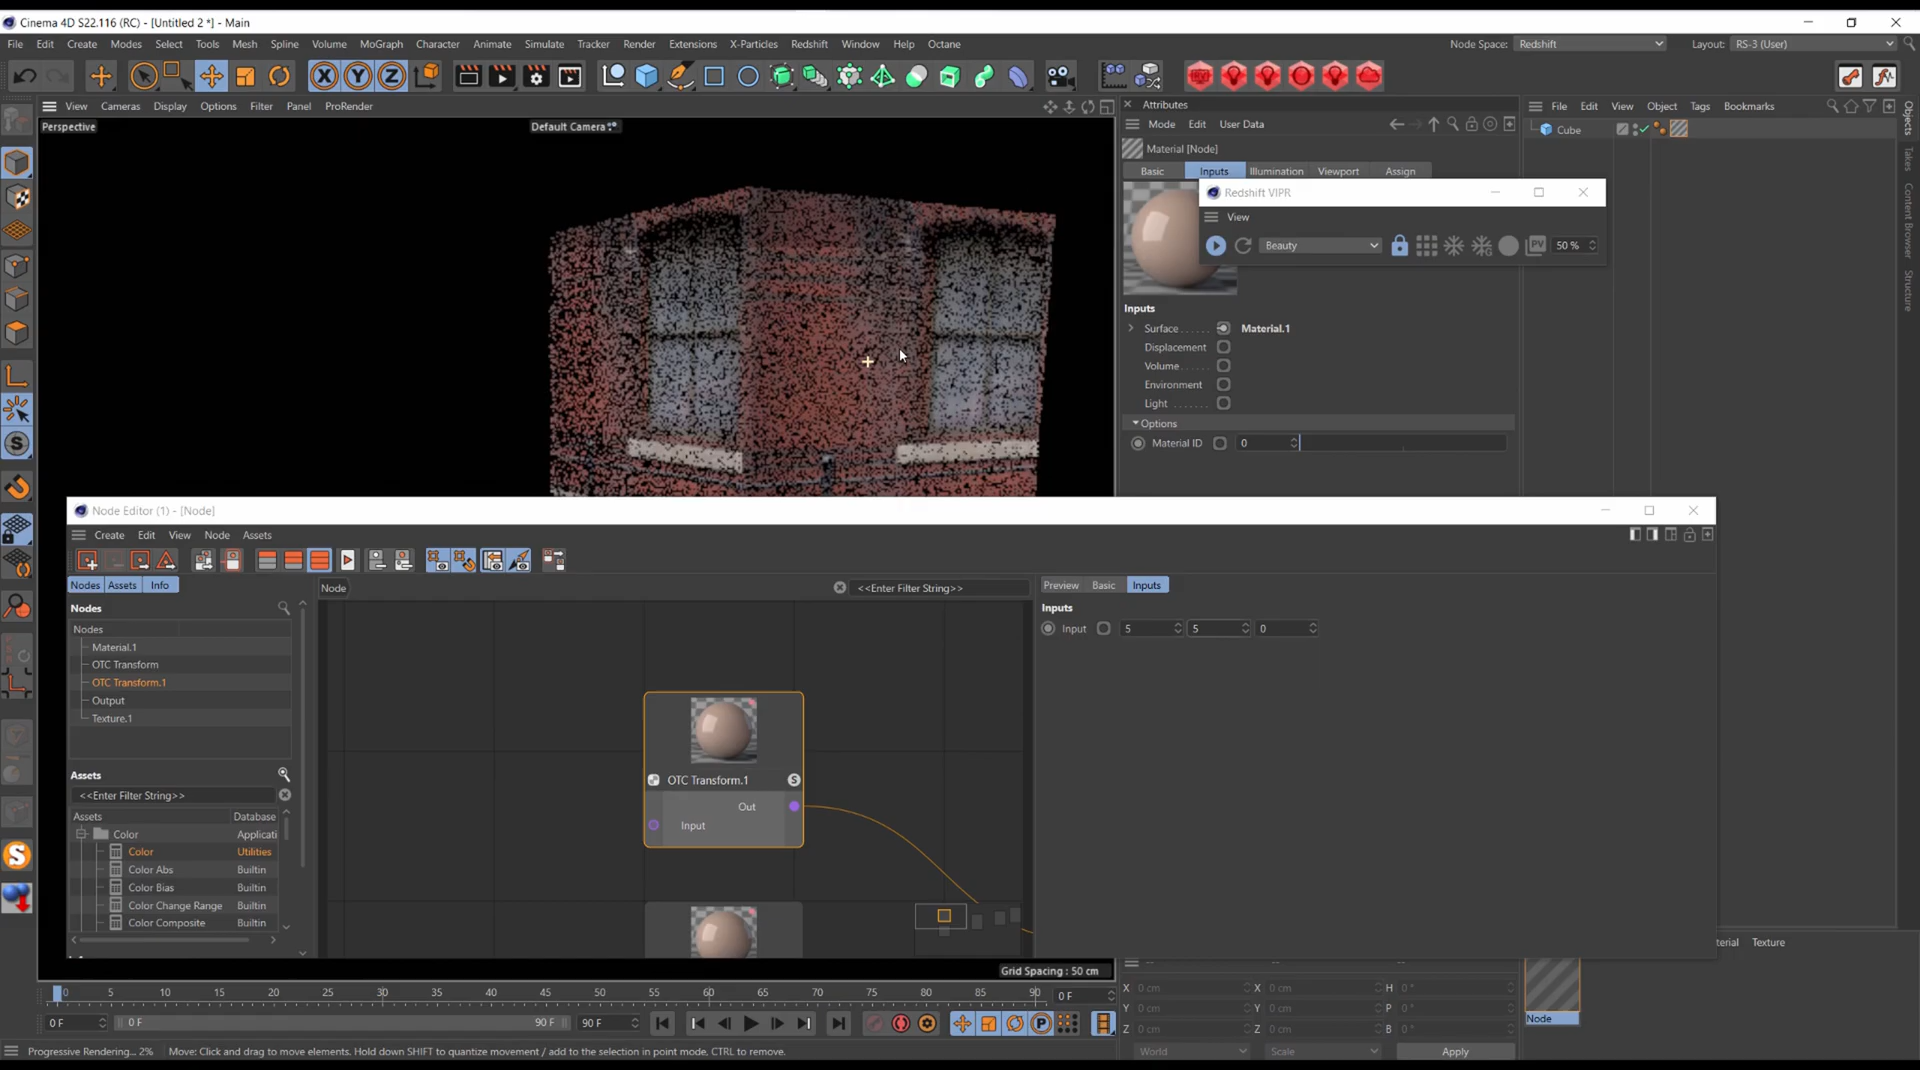 Cinema 4D S22.116 (RC) - [Untitled 2 *] - Main
File Edit Create Modes Select Tools Mesh Spline Volume MoGraph Character Animate Simulate Tracker Render Extensions X-Particles Redshift Window Help Octane
Node Space: Redshift Layout: RS-3 (User)
X Y Z
RV
PV
View Cameras Display Options Filter Panel ProRender
Perspective
Default Camera
Attributes
Mode Edit User Data
Material [Node]
Basic Inputs Illumination Viewport Assign
Redshift VIPR
View
Beauty
50 %
Inputs
Surface Material.1
Displacement
Volume
Environment
Light
Options
Material ID 0
File Edit View Object Tags Bookmarks
Cube
Objects
Takes
Content Browser
Structure
Node Editor (1) - [Node]
Create Edit View Node Assets
Nodes Assets Info
Nodes
Nodes
Material.1
OTC Transform
OTC Transform.1
Output
Texture.1
Assets
<<Enter Filter String>>
Assets Database
Color Applicati
Color Utilities
Color Abs Builtin
Color Bias Builtin
Color Change Range Builtin
Color Composite Builtin
Node
<<Enter Filter String>>
OTC Transform.1
S
Out
Input
Preview Basic Inputs
Inputs
Input 5 5 0
Grid Spacing : 50 cm
0 5 10 15 20 25 30 35 40 45 50 55 60 65 70 75 80 85 90
0 F
0 F 0 F 90 F 90 F
P
terial Texture
X 0 cm X 0 cm H 0 °
Y 0 cm Y 0 cm P 0 °
Z 0 cm Z 0 cm B 0 °
World Scale Apply
Node
Progressive Rendering... 2% Move: Click and drag to move elements. Hold down SHIFT to quantize movement / add to the selection in point mode, CTRL to remove.